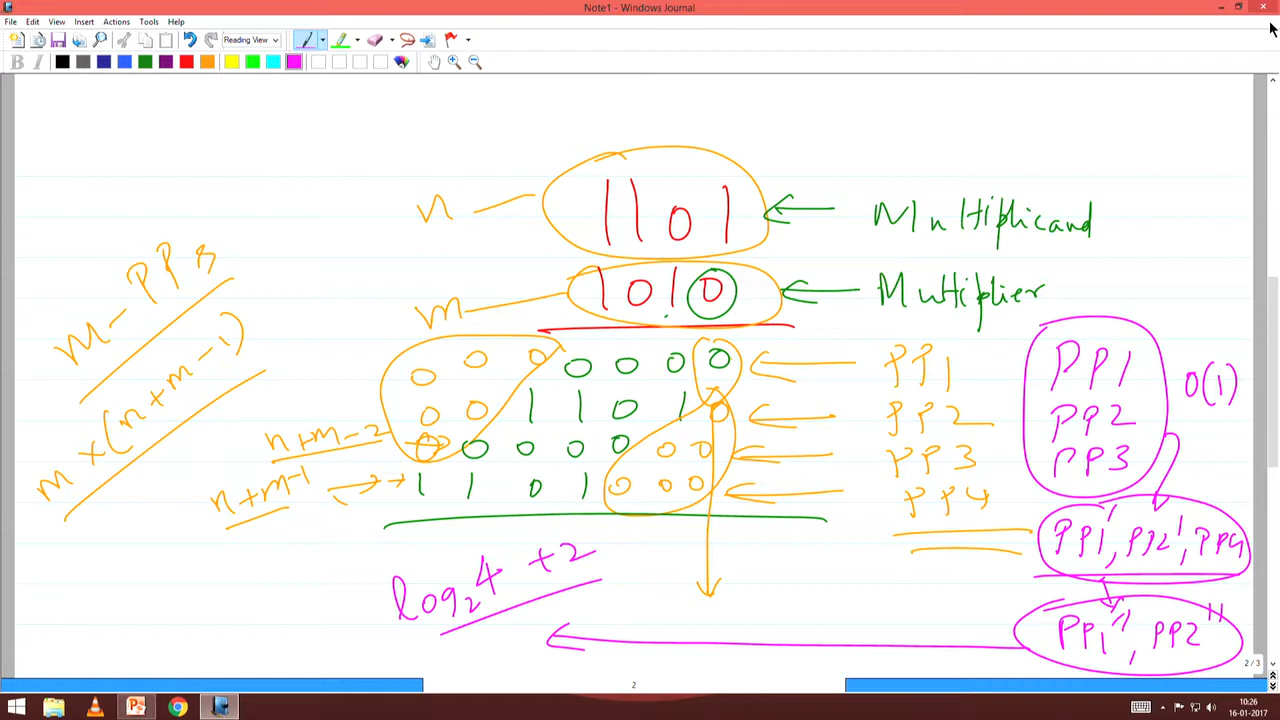 Note1 - Windows Journal
File Edit View Insert Actions Tools Help
Reading View
B I
n
1101
Multiplicand
m
1010
Multiplier
m - PPs
m × (n+m-1)
0 0 0 0 0 0 0
PP1
0 0 1 1 0 1 0
PP2
n+m-2
0 0 0 0 0 0 0
PP3
n+m-1
1 1 0 1 0 0 0
PP4
PP1
PP2
PP3
O(1)
PP1', PP2', PP4
PP1'', PP2''
log₂4 + 2
2 / 3
2
10:26
16-01-2017